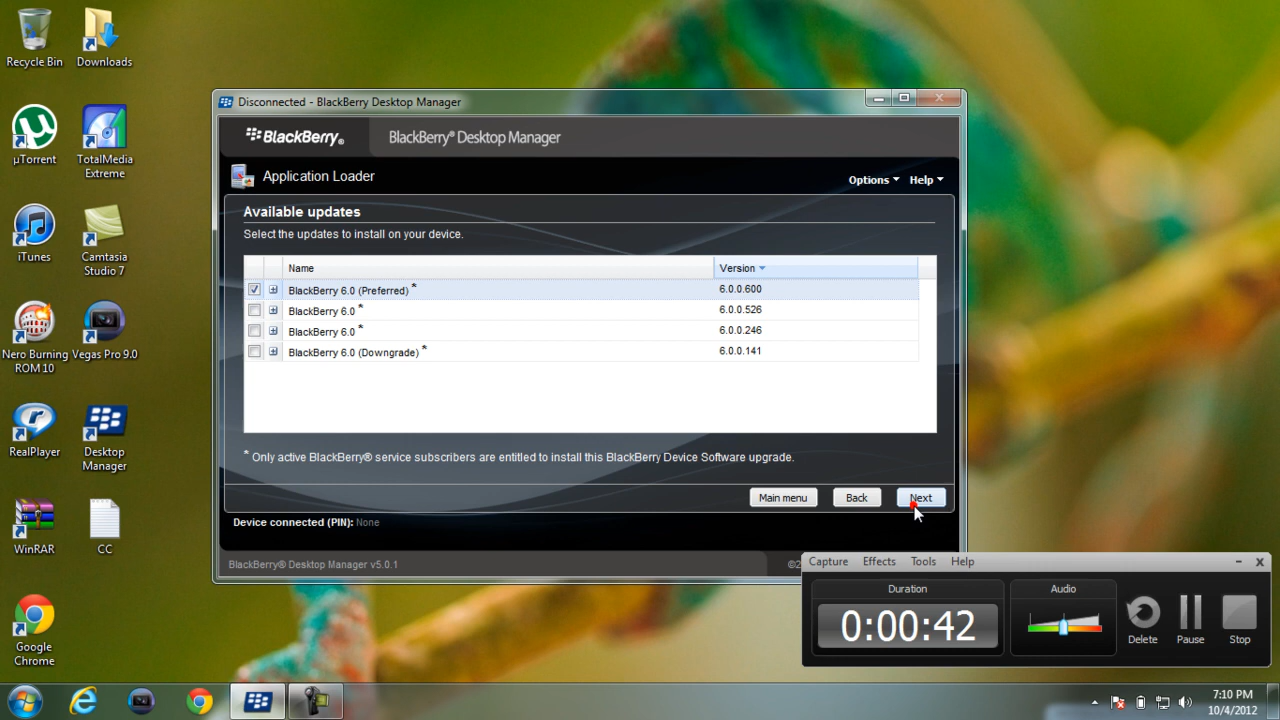 Recycle Bin
Downloads
µTorrent
TotalMedia
Extreme
iTunes
Camtasia
Studio 7
Nero Burning
ROM 10
Vegas Pro 9.0
RealPlayer
Desktop
Manager
WinRAR
CC
Google
Chrome
Disconnected - BlackBerry Desktop Manager
BlackBerry®
BlackBerry® Desktop Manager
Application Loader
Options
Help
Available updates
Select the updates to install on your device.
Name
Version
BlackBerry 6.0 (Preferred) *
6.0.0.600
BlackBerry 6.0 *
6.0.0.526
BlackBerry 6.0 *
6.0.0.246
BlackBerry 6.0 (Downgrade) *
6.0.0.141
* Only active BlackBerry® service subscribers are entitled to install this BlackBerry Device Software upgrade.
Main menu
Back
Next
Device connected (PIN): None
BlackBerry® Desktop Manager v5.0.1
©2
Capture Effects Tools Help
Duration
0:00:42
Audio
Delete
Pause
Stop
7:10 PM
10/4/2012